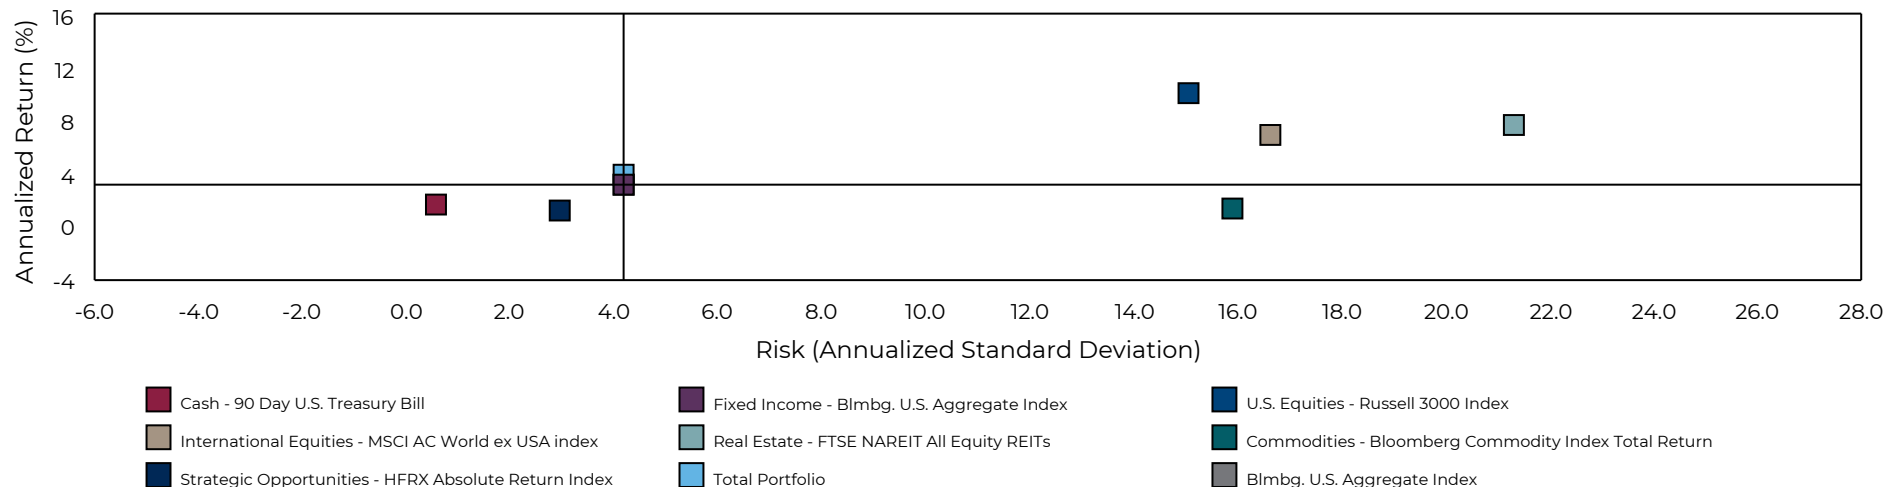 Annualized Return (%)
16
12
8
4
0
-4
-6.0 -4.0 -2.0 0.0 2.0 4.0 6.0 8.0 10.0 12.0 14.0 16.0 18.0 20.0 22.0 24.0 26.0 28.0
Risk (Annualized Standard Deviation)
Cash - 90 Day U.S. Treasury Bill Fixed Income - Blmbg. U.S. Aggregate Index U.S. Equities - Russell 3000 Index
International Equities - MSCI AC World ex USA index Real Estate - FTSE NAREIT All Equity REITs Commodities - Bloomberg Commodity Index Total Return
Strategic Opportunities - HFRX Absolute Return Index Total Portfolio Blmbg. U.S. Aggregate Index